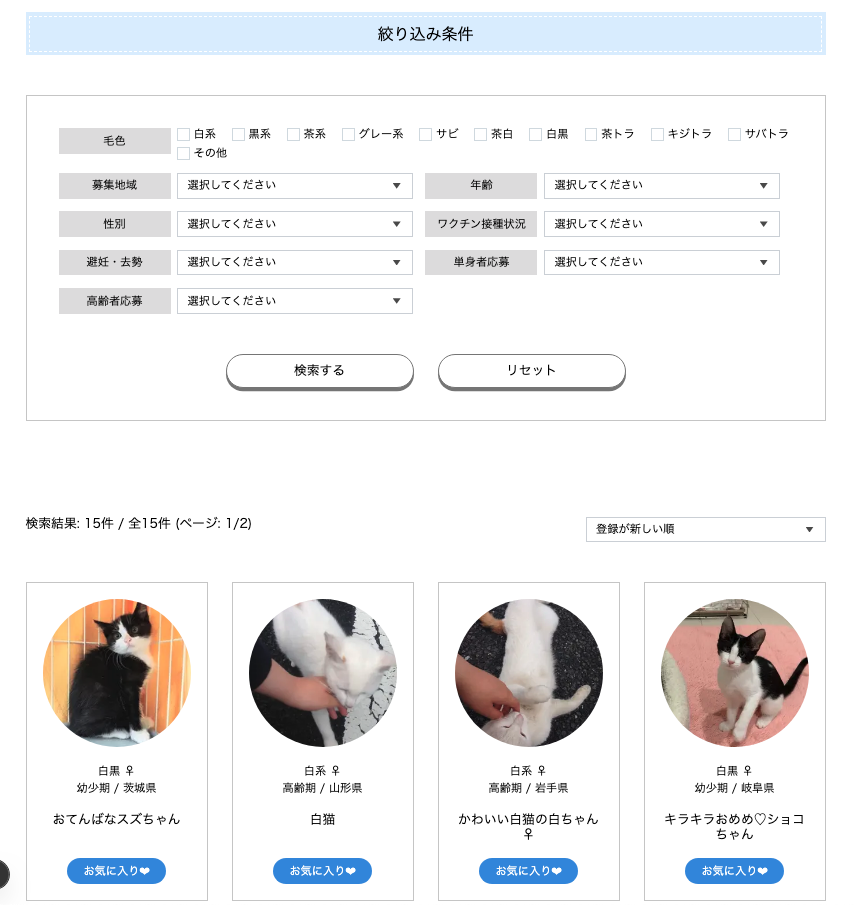 絞り込み条件
毛色 白系 黒系 茶系 グレー系 サビ 茶白 白黒 茶トラ キジトラ サバトラ
その他
募集地域 選択してください 年齢 選択してください
性別 選択してください ワクチン接種状況 選択してください
避妊・去勢 選択してください 単身者応募 選択してください
高齢者応募 選択してください
検索する リセット
検索結果: 15件 / 全15件 (ページ: 1/2) 登録が新しい順
白黒 ♀
幼少期 / 茨城県
おてんばなスズちゃん
お気に入り❤
白系 ♀
高齢期 / 山形県
白猫
お気に入り❤
白系 ♀
高齢期 / 岩手県
かわいい白猫の白ちゃん
♀
お気に入り❤
白黒 ♀
幼少期 / 岐阜県
キラキラおめめ♡ショコ
ちゃん
お気に入り❤